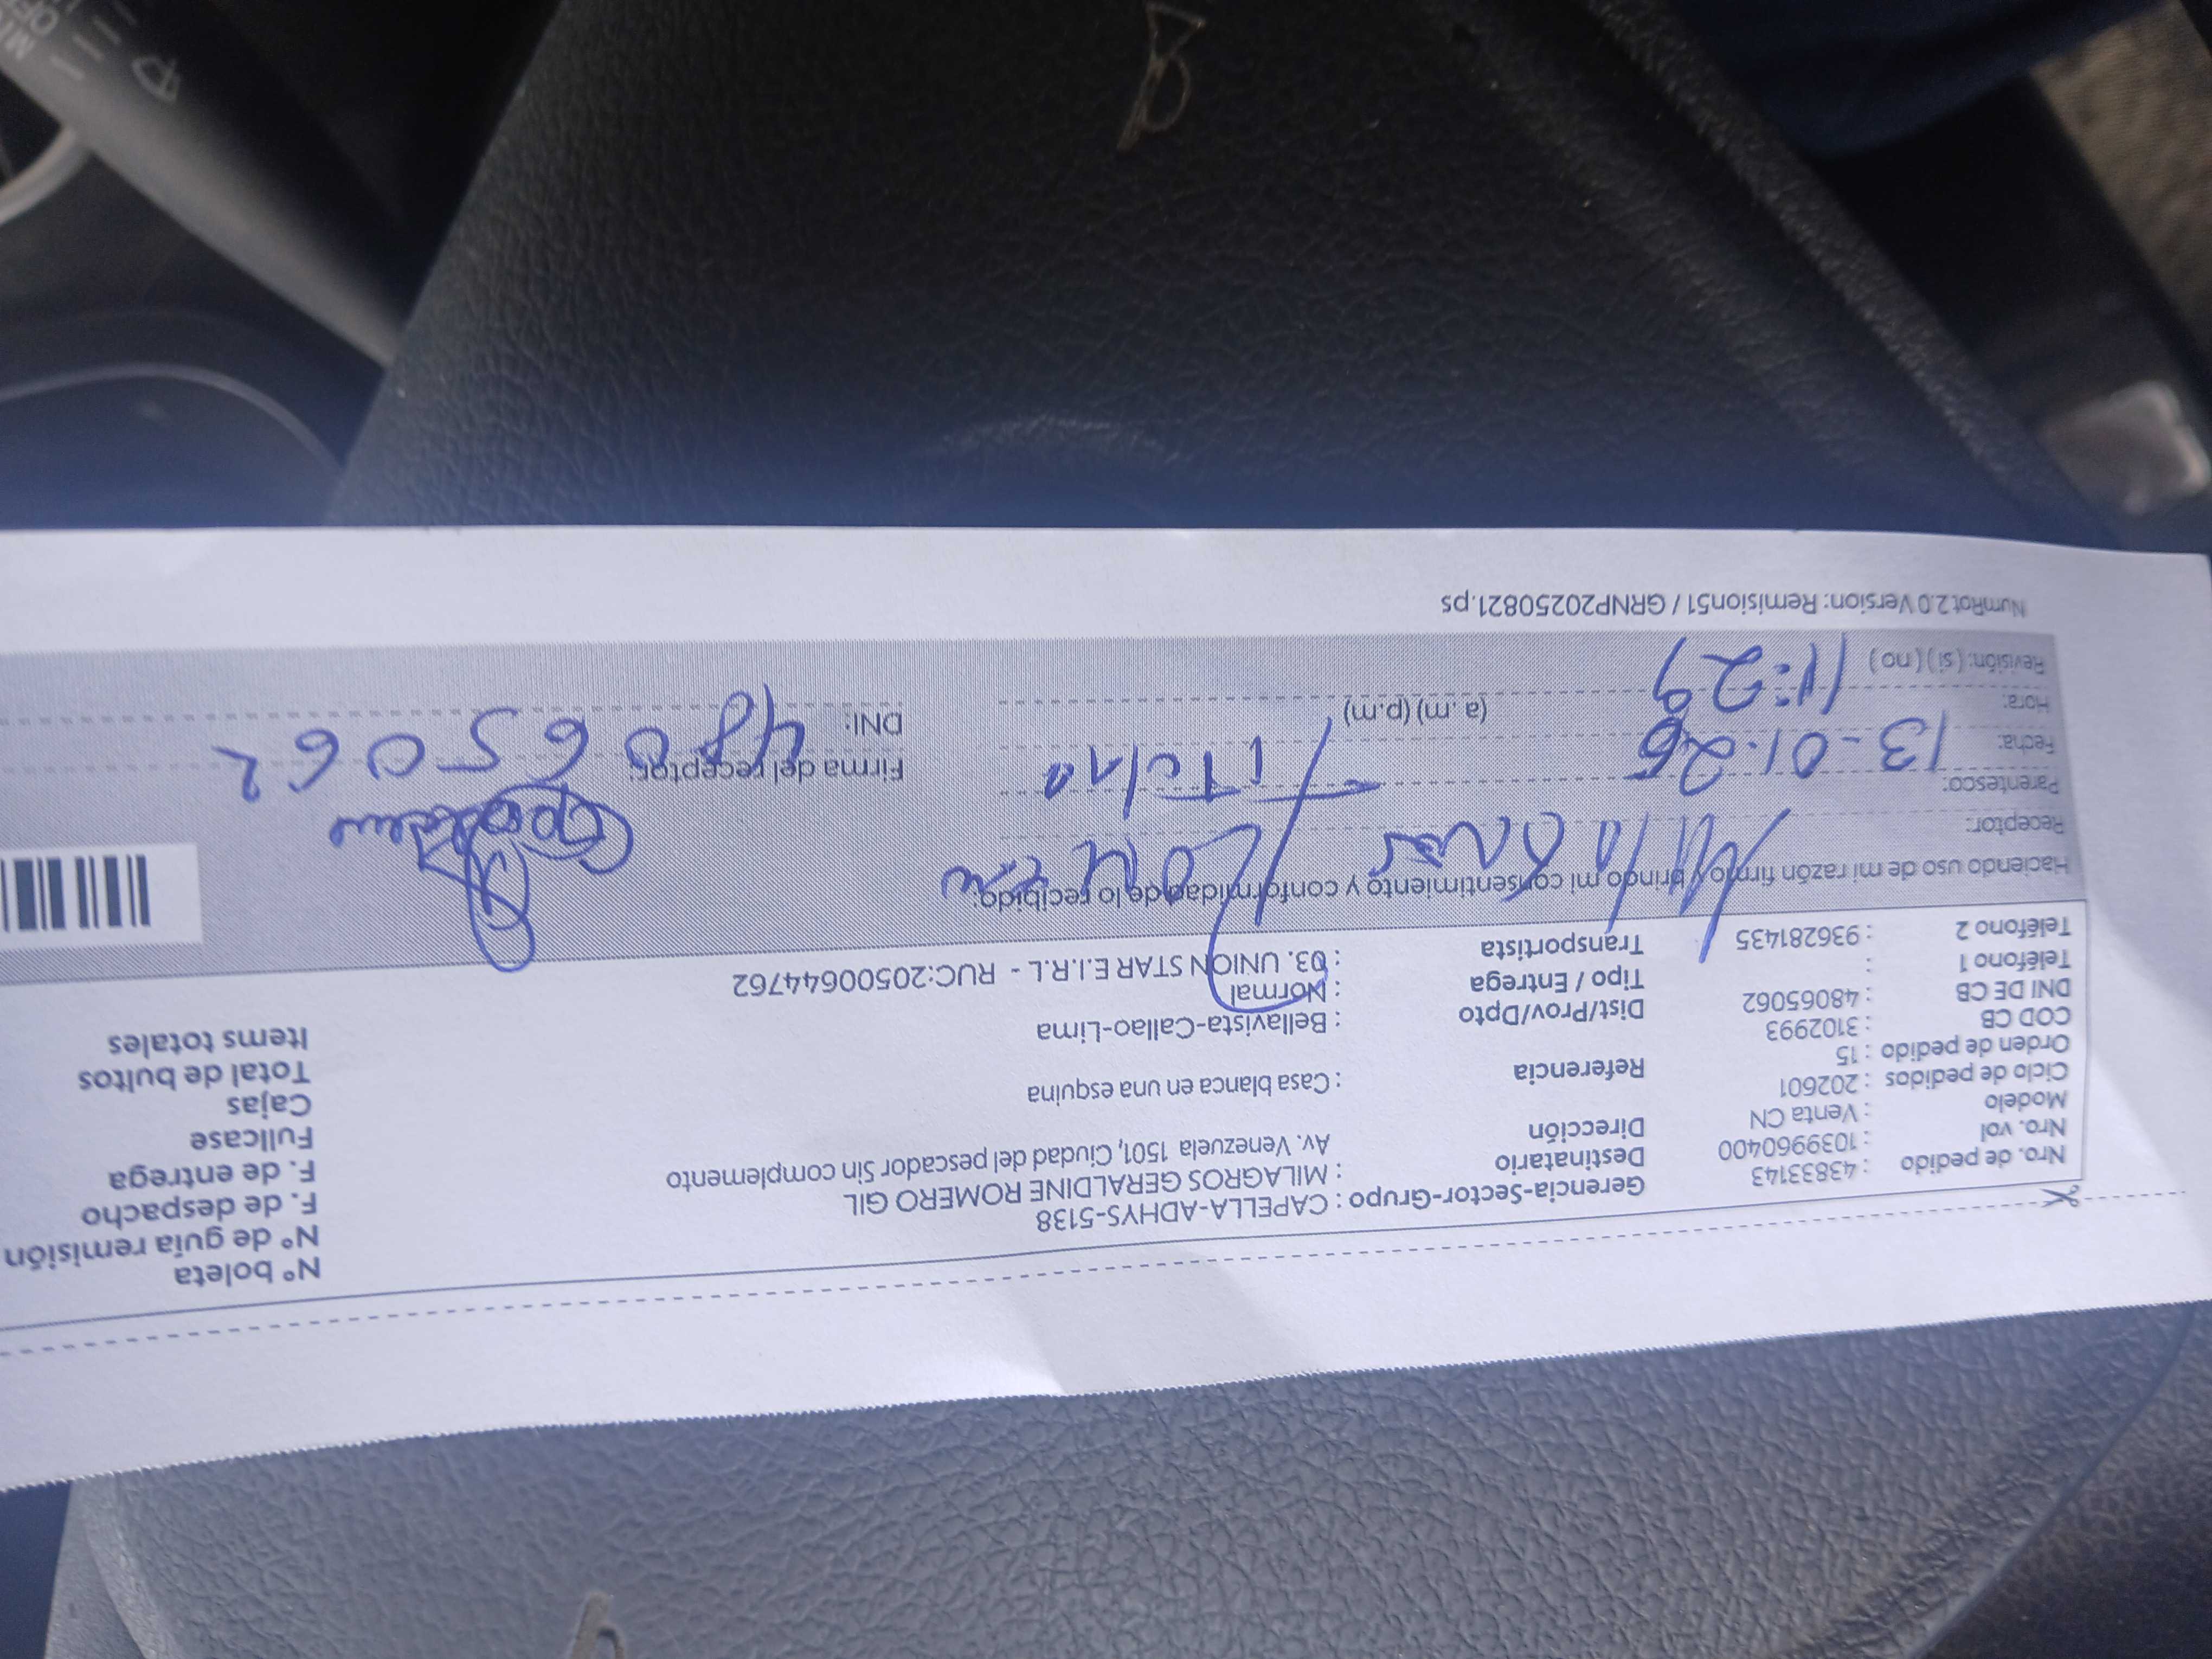 Nro. de pedido : 43833143
Nro. vol : 1039960400
Modelo : Venta CN
Ciclo de pedidos : 202601
Orden de pedido : 15
COD CB : 3102993
DNI DE CB : 48065062
Teléfono 1 :
Teléfono 2 : 936281435
Gerencia-Sector-Grupo : CAPELLA-ADHYS-5138
Destinatario : MILAGROS GERALDINE ROMERO GIL
Dirección Av. Venezuela 1501, Ciudad del pescador Sin complemento
Referencia : Casa blanca en una esquina
Dist/Prov/Dpto : Bellavista-Callao-Lima
Tipo / Entrega : Normal
Transportista : 03. UNION STAR E.I.R.L - RUC:20500644762
N° boleta
N° de guía remisión
F. de despacho
F. de entrega
Fullcase
Cajas
Total de bultos
Items totales
Haciendo uso de mi razón firmo y brindo mi consentimiento y conformidad de lo recibido:
Receptor: Milagros
Parentesco: Titular
Fecha: 13-01-26
Hora: 11:29 (a. m) (p.m)
Revisión: (sí) (no)
Firma del receptor:
DNI: 48065062
NumRot 2.0 Version: Remision51 / GRNP20250821.ps